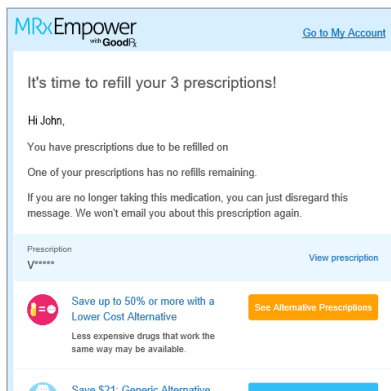 MRxEmpower
with GoodRx
Go to My Account
It's time to refill your 3 prescriptions!
Hi John,
You have prescriptions due to be refilled on
One of your prescriptions has no refills remaining.
If you are no longer taking this medication, you can just disregard this
message. We won't email you about this prescription again.
Prescription
V*****
View prescription
Save up to 50% or more with a
Lower Cost Alternative
See Alternative Prescriptions
Less expensive drugs that work the
same way may be available.
Save $21: Generic Alternative